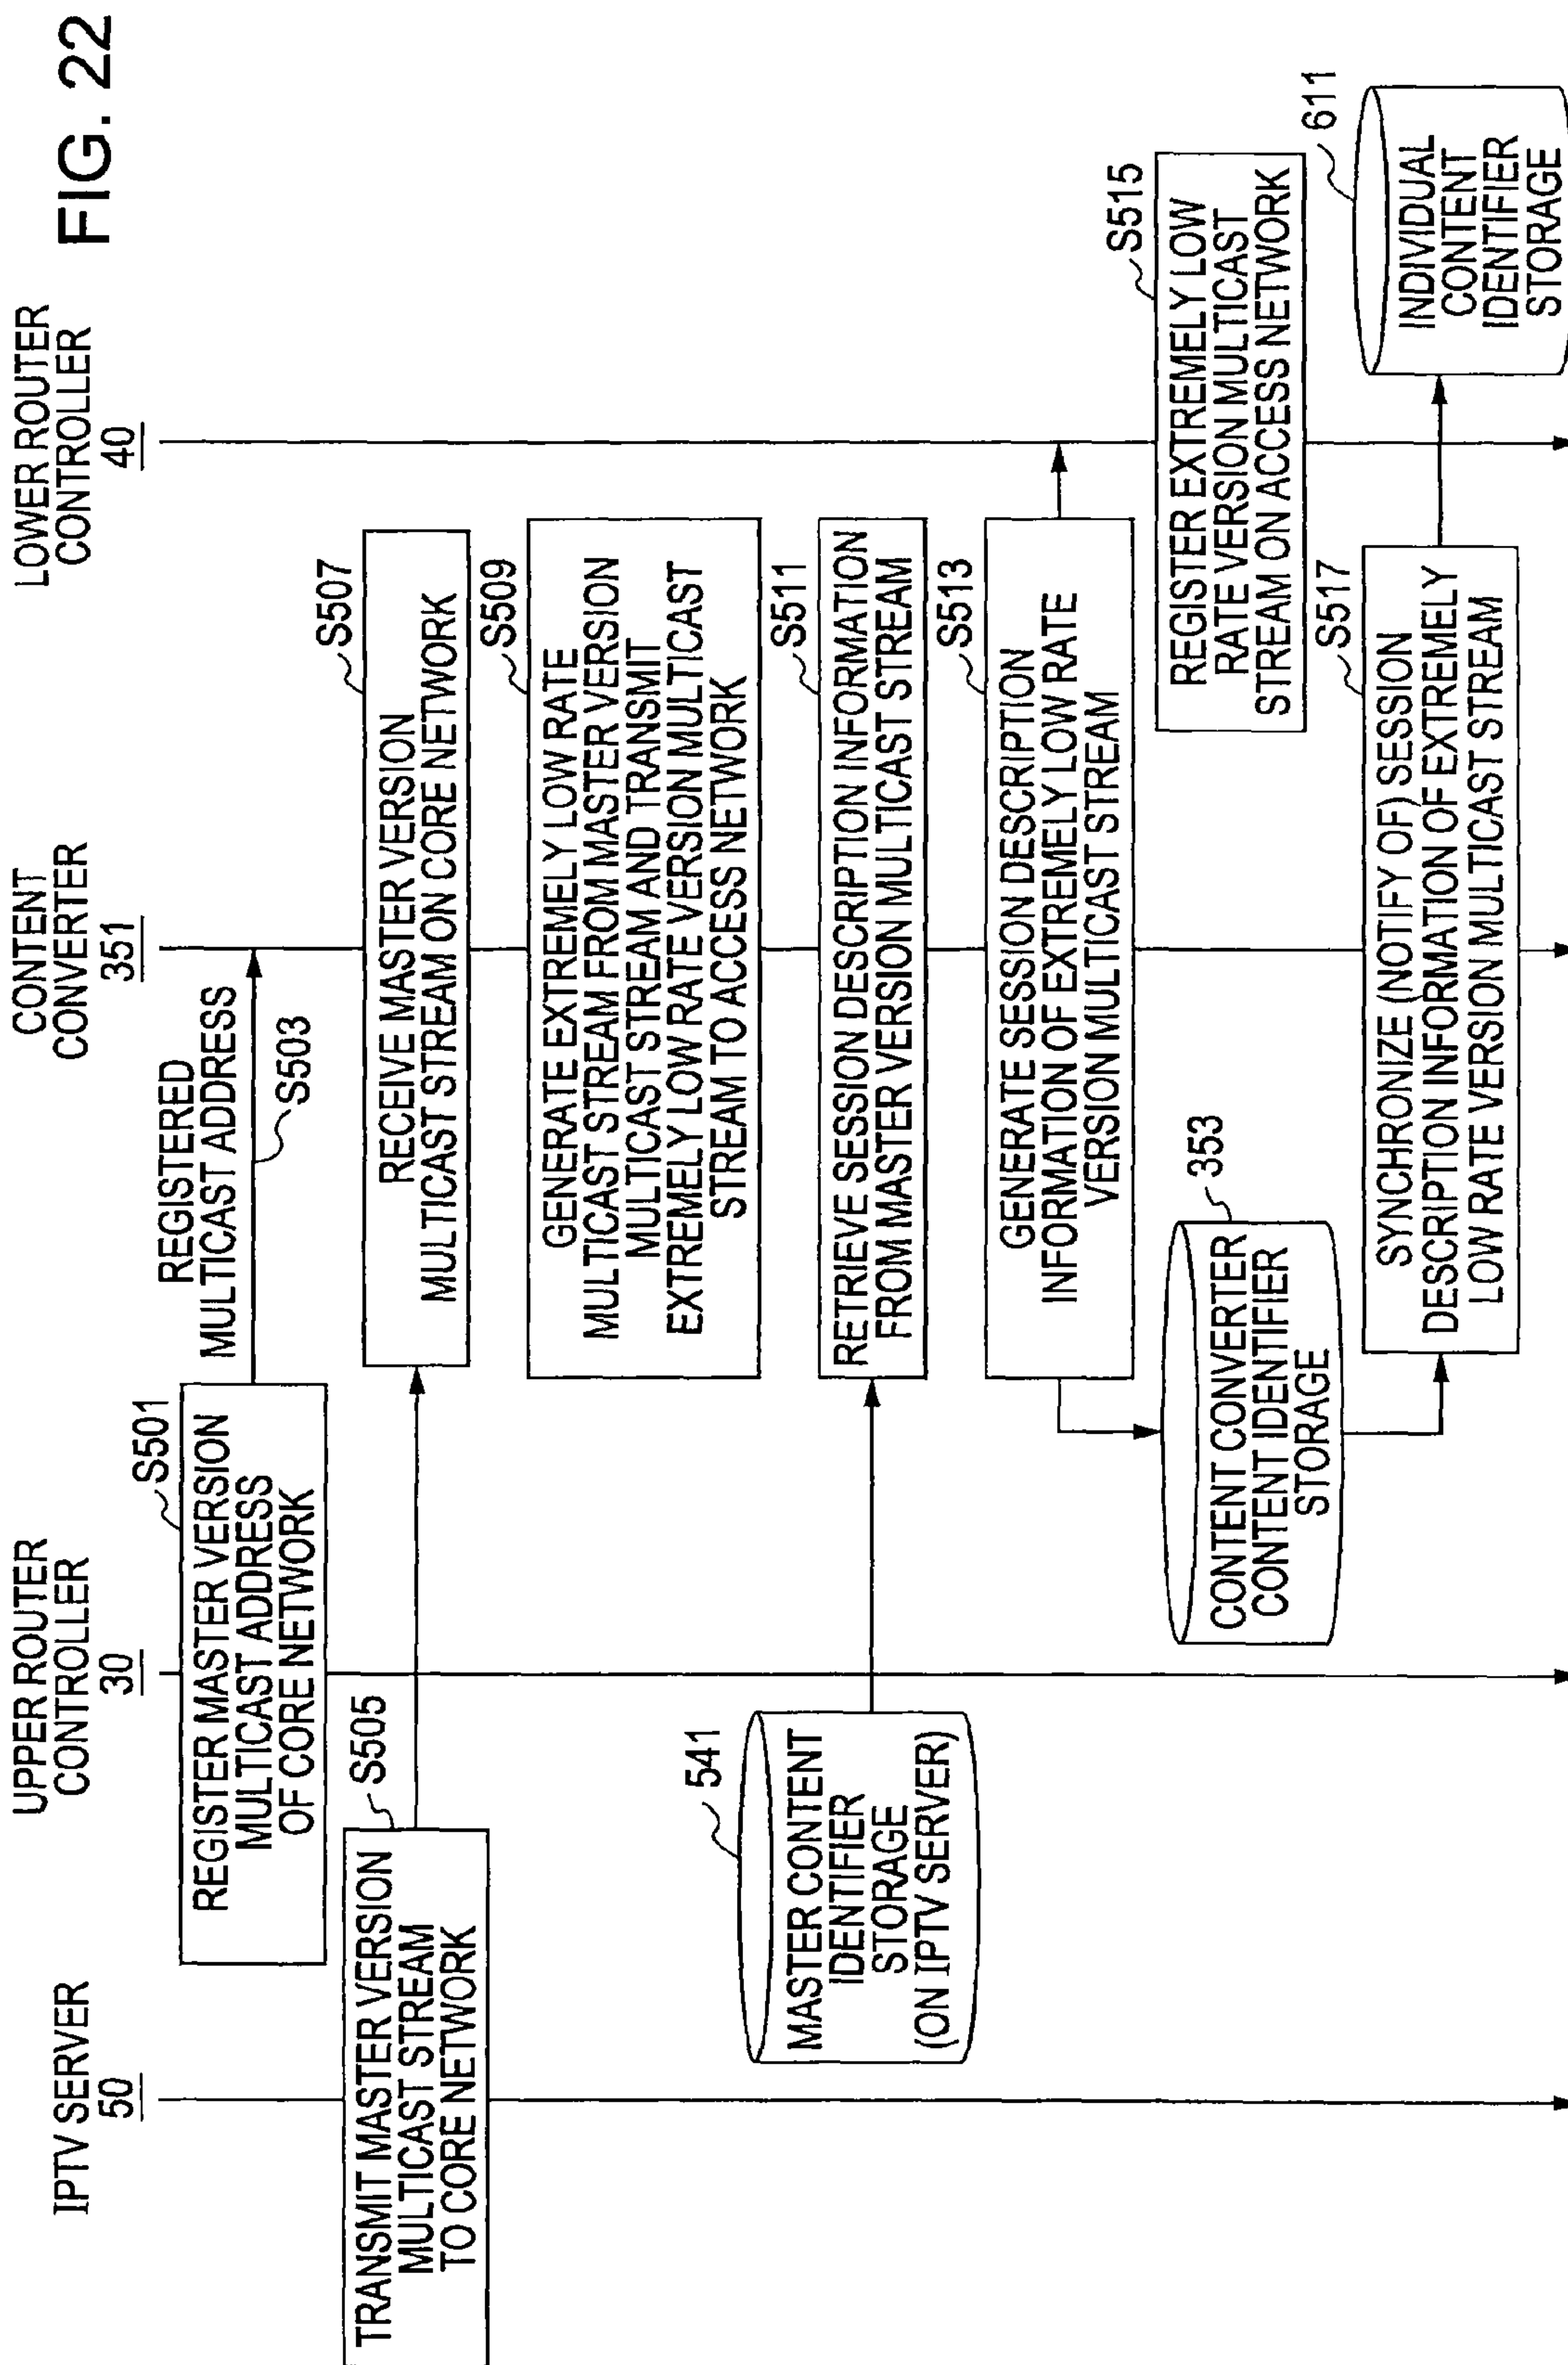 FIG. 22
IPTV SERVER
50
UPPER ROUTER
CONTROLLER
30
CONTENT
CONVERTER
351
LOWER ROUTER
CONTROLLER
40
S501
REGISTER MASTER VERSION
MULTICAST ADDRESS
OF CORE NETWORK
REGISTERED
MULTICAST ADDRESS
S503
S505
TRANSMIT MASTER VERSION
MULTICAST STREAM
TO CORE NETWORK
S507
RECEIVE MASTER VERSION
MULTICAST STREAM ON CORE NETWORK
S509
GENERATE EXTREMELY LOW RATE
MULTICAST STREAM FROM MASTER VERSION
MULTICAST STREAM AND TRANSMIT
EXTREMELY LOW RATE VERSION MULTICAST
STREAM TO ACCESS NETWORK
541
MASTER CONTENT
IDENTIFIER
STORAGE
(ON IPTV SERVER)
S511
RETRIEVE SESSION DESCRIPTION INFORMATION
FROM MASTER VERSION MULTICAST STREAM
S513
GENERATE SESSION DESCRIPTION
INFORMATION OF EXTREMELY LOW RATE
VERSION MULTICAST STREAM
353
CONTENT CONVERTER
CONTENT IDENTIFIER
STORAGE
S515
REGISTER EXTREMELY LOW
RATE VERSION MULTICAST
STREAM ON ACCESS NETWORK
S517
SYNCHRONIZE (NOTIFY OF) SESSION
DESCRIPTION INFORMATION OF EXTREMELY
LOW RATE VERSION MULTICAST STREAM
611
INDIVIDUAL
CONTENT
IDENTIFIER
STORAGE